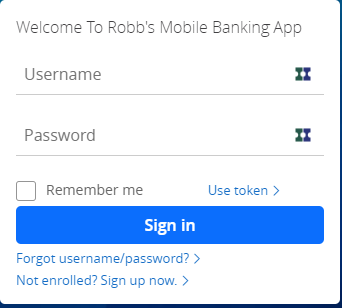 Welcome To Robb's Mobile Banking App
Username
Password
Remember me Use token >
Sign in
Forgot username/password? >
Not enrolled? Sign up now. >